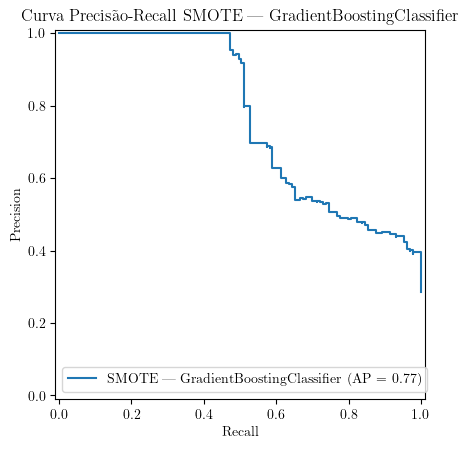 Curva Precisão-Recall SMOTE — GradientBoostingClassifier
1.0
0.8
0.6
0.4
0.2
0.0
Precision
SMOTE — GradientBoostingClassifier (AP = 0.77)
0.0 0.2 0.4 0.6 0.8 1.0
Recall